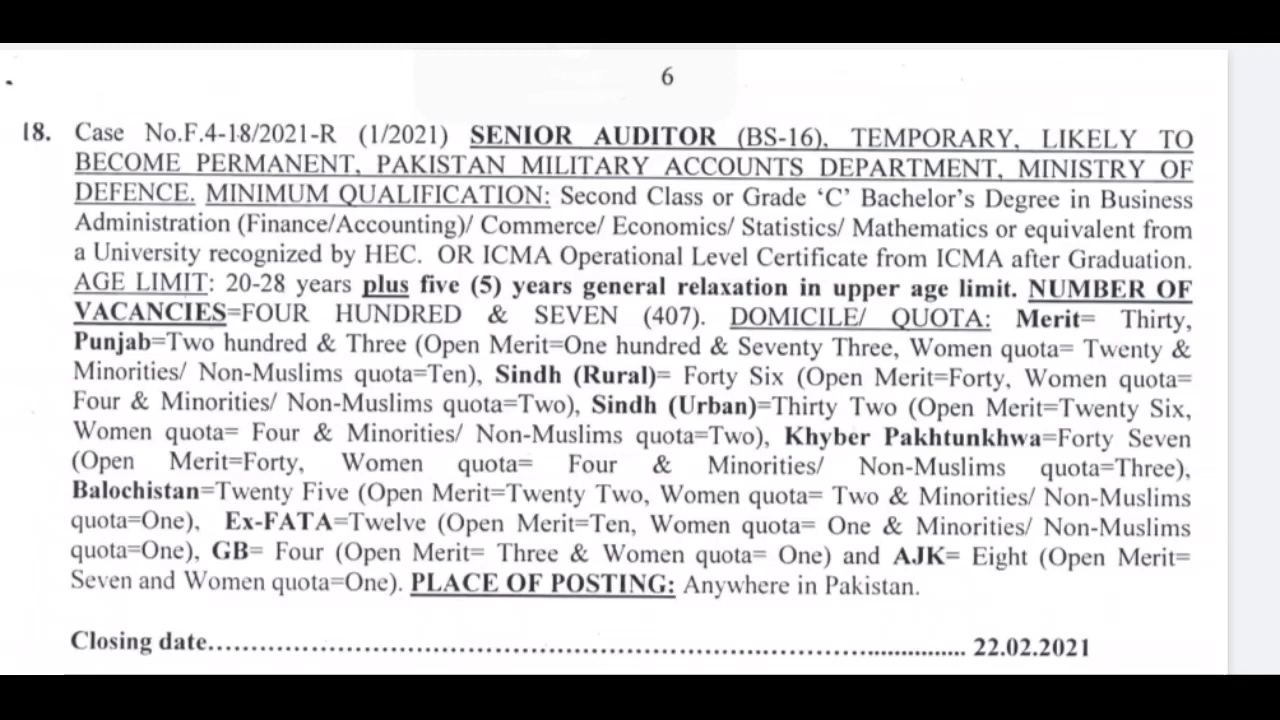 6
18. Case No.F.4-18/2021-R (1/2021) SENIOR AUDITOR (BS-16), TEMPORARY, LIKELY TO
BECOME PERMANENT, PAKISTAN MILITARY ACCOUNTS DEPARTMENT, MINISTRY OF
DEFENCE. MINIMUM QUALIFICATION: Second Class or Grade ‘C’ Bachelor’s Degree in Business
Administration (Finance/Accounting)/ Commerce/ Economics/ Statistics/ Mathematics or equivalent from
a University recognized by HEC. OR ICMA Operational Level Certificate from ICMA after Graduation.
AGE LIMIT: 20-28 years plus five (5) years general relaxation in upper age limit. NUMBER OF
VACANCIES=FOUR HUNDRED & SEVEN (407). DOMICILE/ QUOTA: Merit= Thirty,
Punjab=Two hundred & Three (Open Merit=One hundred & Seventy Three, Women quota= Twenty &
Minorities/ Non-Muslims quota=Ten), Sindh (Rural)= Forty Six (Open Merit=Forty, Women quota=
Four & Minorities/ Non-Muslims quota=Two), Sindh (Urban)=Thirty Two (Open Merit=Twenty Six,
Women quota= Four & Minorities/ Non-Muslims quota=Two), Khyber Pakhtunkhwa=Forty Seven
(Open Merit=Forty, Women quota= Four & Minorities/ Non-Muslims quota=Three),
Balochistan=Twenty Five (Open Merit=Twenty Two, Women quota= Two & Minorities/ Non-Muslims
quota=One), Ex-FATA=Twelve (Open Merit=Ten, Women quota= One & Minorities/ Non-Muslims
quota=One), GB= Four (Open Merit= Three & Women quota= One) and AJK= Eight (Open Merit=
Seven and Women quota=One). PLACE OF POSTING: Anywhere in Pakistan.
Closing date.................................................................................... 22.02.2021